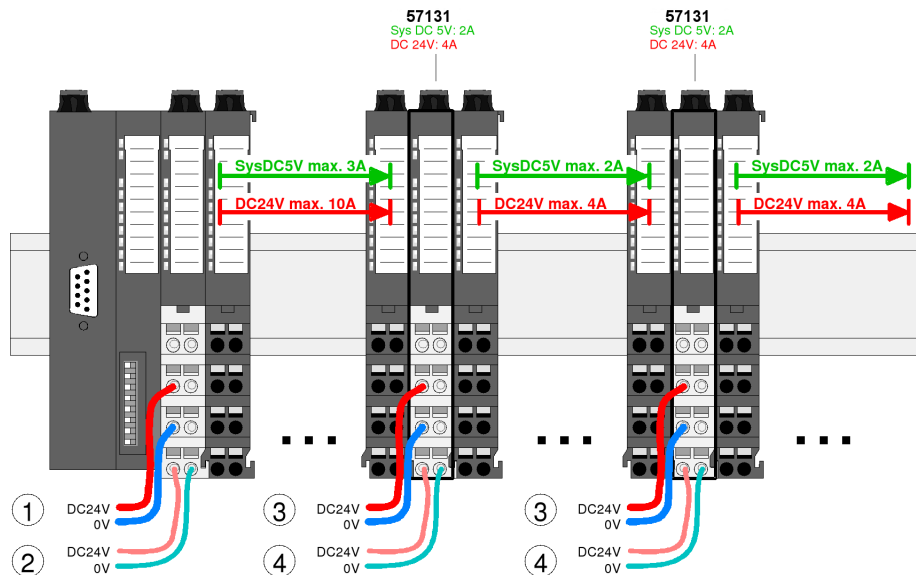 57131
Sys DC 5V: 2A
DC 24V: 4A
57131
Sys DC 5V: 2A
DC 24V: 4A
SysDC5V max. 3A
SysDC5V max. 2A
SysDC5V max. 2A
DC24V max. 10A
DC24V max. 4A
DC24V max. 4A
1
DC24V
0V
2
DC24V
0V
3
DC24V
0V
4
DC24V
0V
3
DC24V
0V
4
DC24V
0V